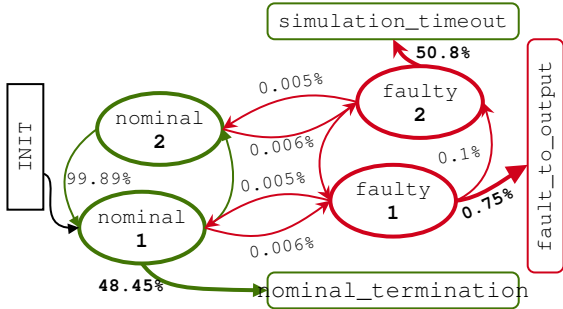 simulation_timeout
50.8%
0.005%
faulty
2
nominal
2
0.006%
0.1%
fault_to_output
INIT
99.89%
0.005%
faulty
1
0.75%
nominal
1
0.006%
48.45%
nominal_termination